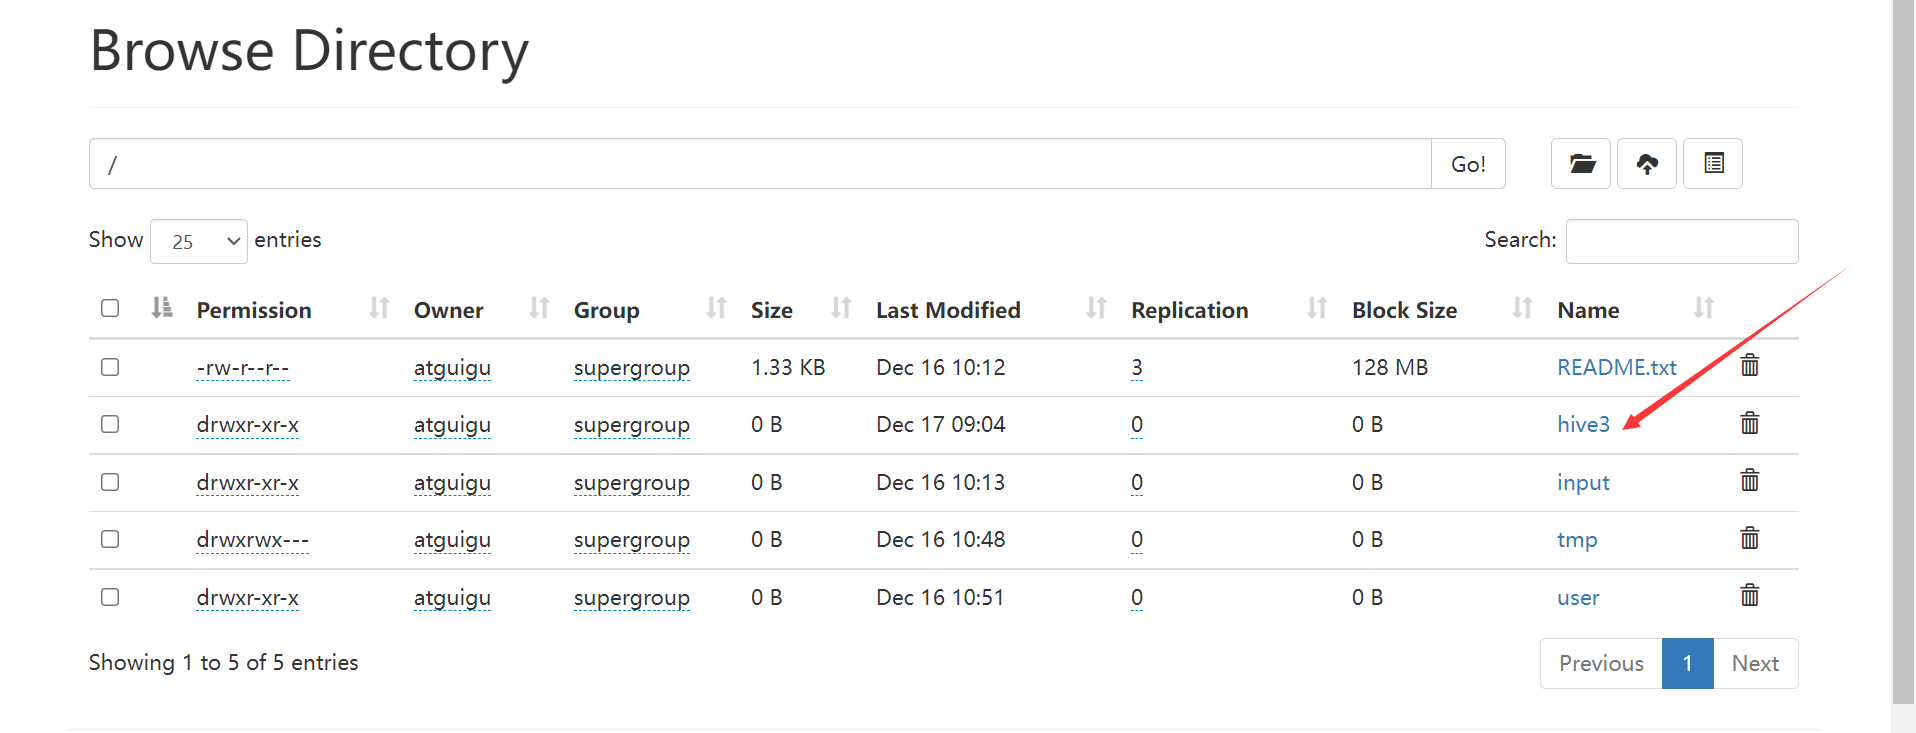 Browse Directory
/ Go!
Show 25 entries Search:
Permission Owner Group Size Last Modified Replication Block Size Name
-rw-r--r-- atguigu supergroup 1.33 KB Dec 16 10:12 3 128 MB README.txt
drwxr-xr-x atguigu supergroup 0 B Dec 17 09:04 0 0 B hive3
drwxr-xr-x atguigu supergroup 0 B Dec 16 10:13 0 0 B input
drwxrwx--- atguigu supergroup 0 B Dec 16 10:48 0 0 B tmp
drwxr-xr-x atguigu supergroup 0 B Dec 16 10:51 0 0 B user
Showing 1 to 5 of 5 entries Previous 1 Next